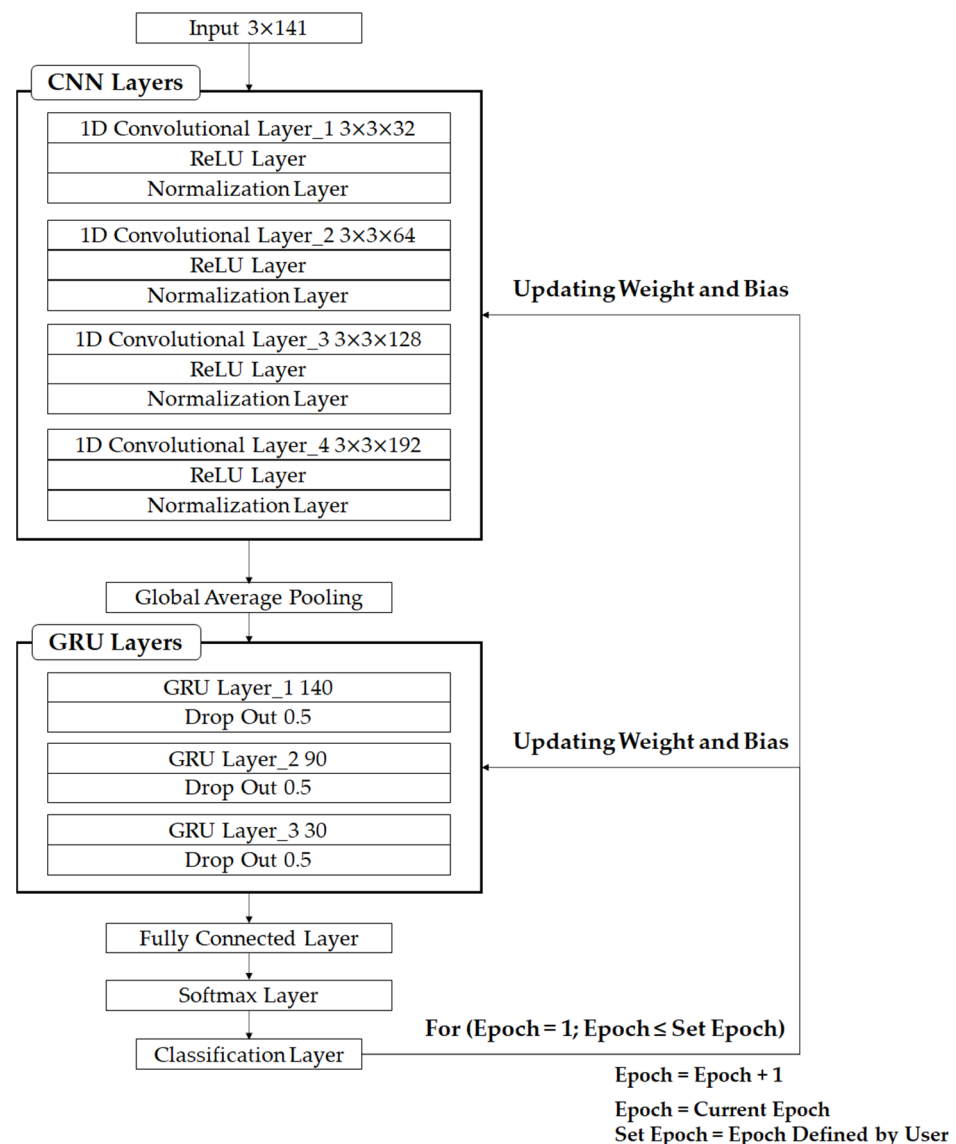 Input 3×141
CNN Layers
1D Convolutional Layer_1 3×3×32
ReLU Layer
Normalization Layer
1D Convolutional Layer_2 3×3×64
ReLU Layer
Normalization Layer
1D Convolutional Layer_3 3×3×128
ReLU Layer
Normalization Layer
1D Convolutional Layer_4 3×3×192
ReLU Layer
Normalization Layer
Updating Weight and Bias
Global Average Pooling
GRU Layers
GRU Layer_1 140
Drop Out 0.5
GRU Layer_2 90
Drop Out 0.5
GRU Layer_3 30
Drop Out 0.5
Updating Weight and Bias
Fully Connected Layer
Softmax Layer
Classification Layer
For (Epoch = 1; Epoch ≤ Set Epoch)
Epoch = Epoch + 1
Epoch = Current Epoch
Set Epoch = Epoch Defined by User